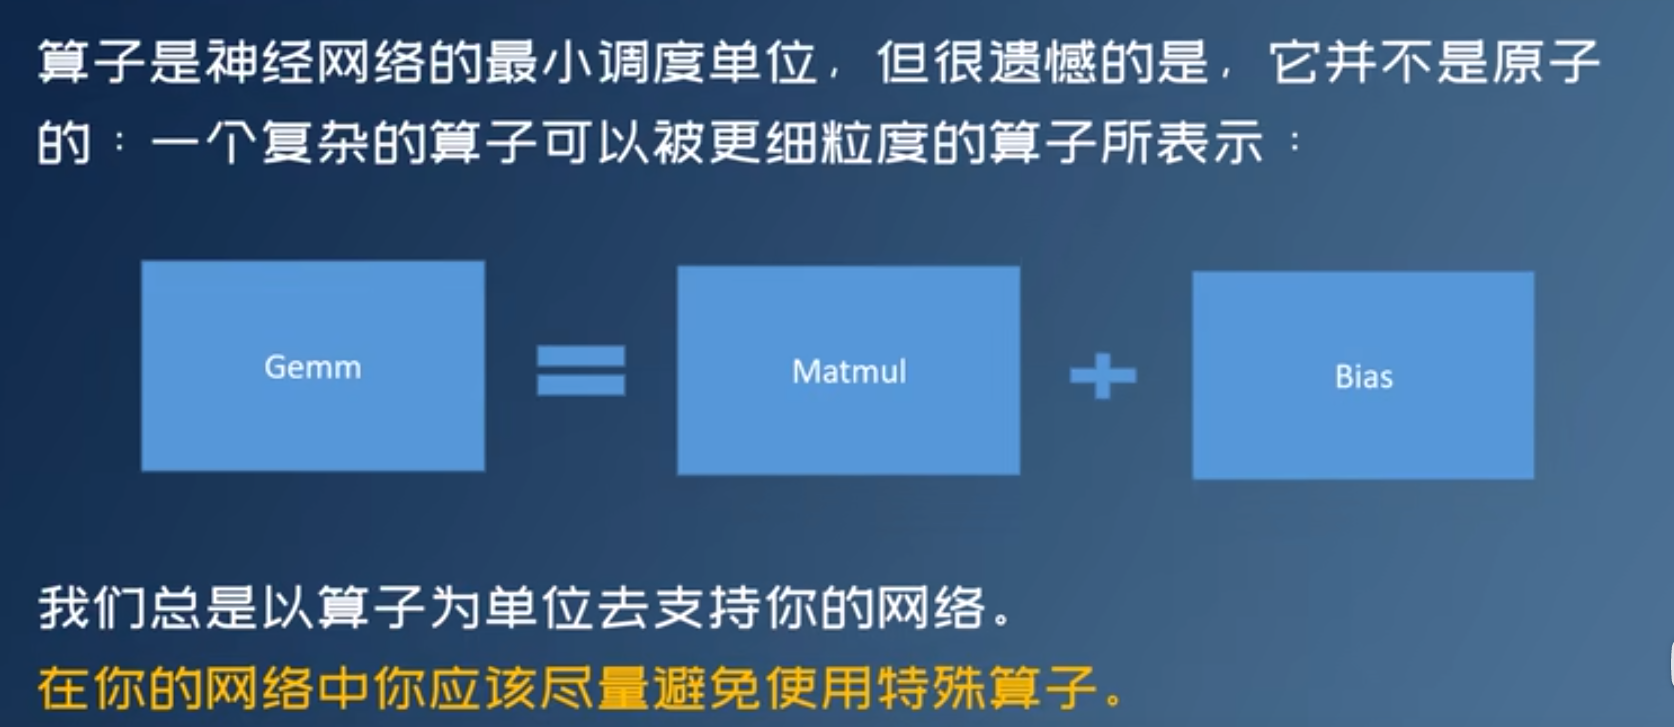 算子是神经网络的最小调度单位，但很遗憾的是，它并不是原子
的：一个复杂的算子可以被更细粒度的算子所表示：
Gemm = Matmul + Bias
我们总是以算子为单位去支持你的网络。
在你的网络中你应该尽量避免使用特殊算子。